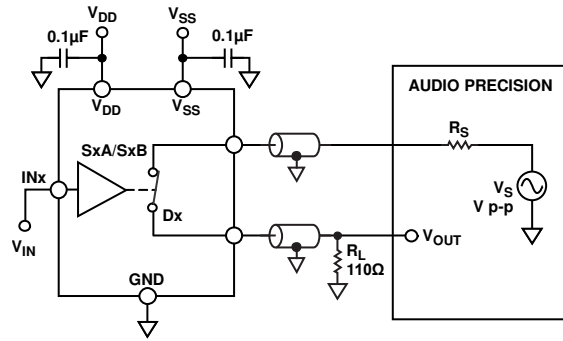 VDD
VSS
0.1µF
0.1µF
VDD
VSS
AUDIO PRECISION
SxA/SxB
RS
INx
VS
V p-p
Dx
VIN
VOUT
RL
110Ω
GND